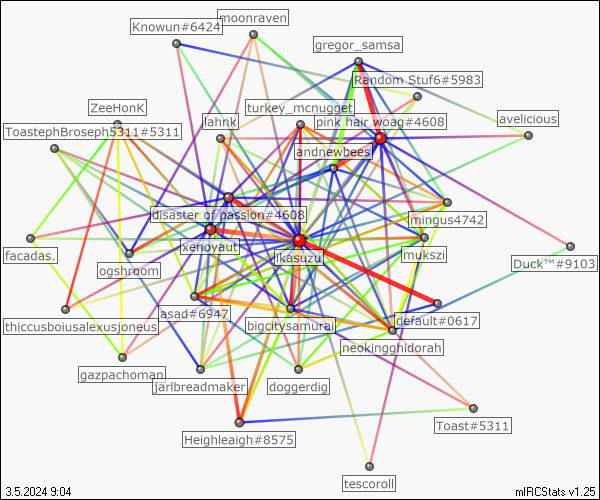 moonraven
Knowun#6424
gregor_samsa
Random Stuf6#5983
ZeeHonk
turkey_mcnugget
lahnk
pink hair woag#4608
avelicious
ToastephBroseph5311#5311
andnewbees
disaster of passion#4608
mingus4742
xenoyaut
likasuzu
mukszi
facadas.
ogshroom
Duck™#9103
asad#6947
default#0617
thiccusboiusalexusjoneus
bigcitysamurai
neokingghidorah
gazpachoman
jarlbreadmaker
doggerdig
Toast#5311
Heighleaigh#8575
tescoroll
3.5.2024 9:04
mIRCStats v1.25